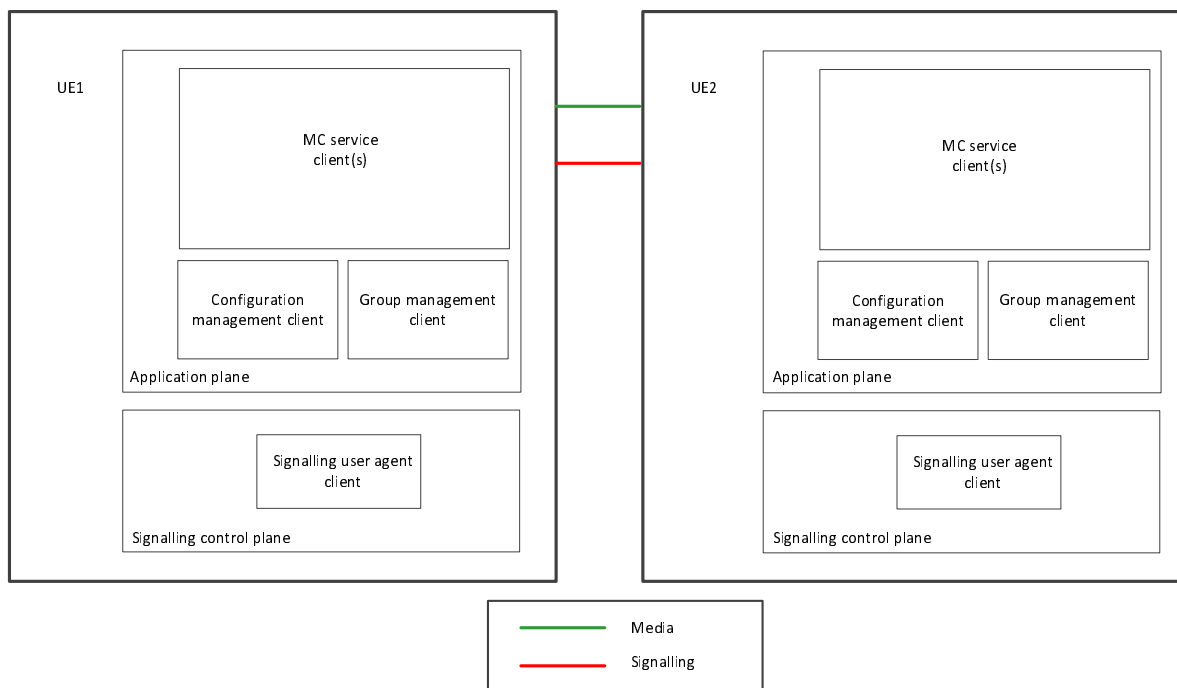 UE1
MC service
client(s)
Configuration
management client
Group management
client
Application plane
Signalling user agent
client
Signalling control plane
UE2
MC service
client(s)
Configuration
management client
Group management
client
Application plane
Signalling user agent
client
Signalling control plane
Media
Signalling